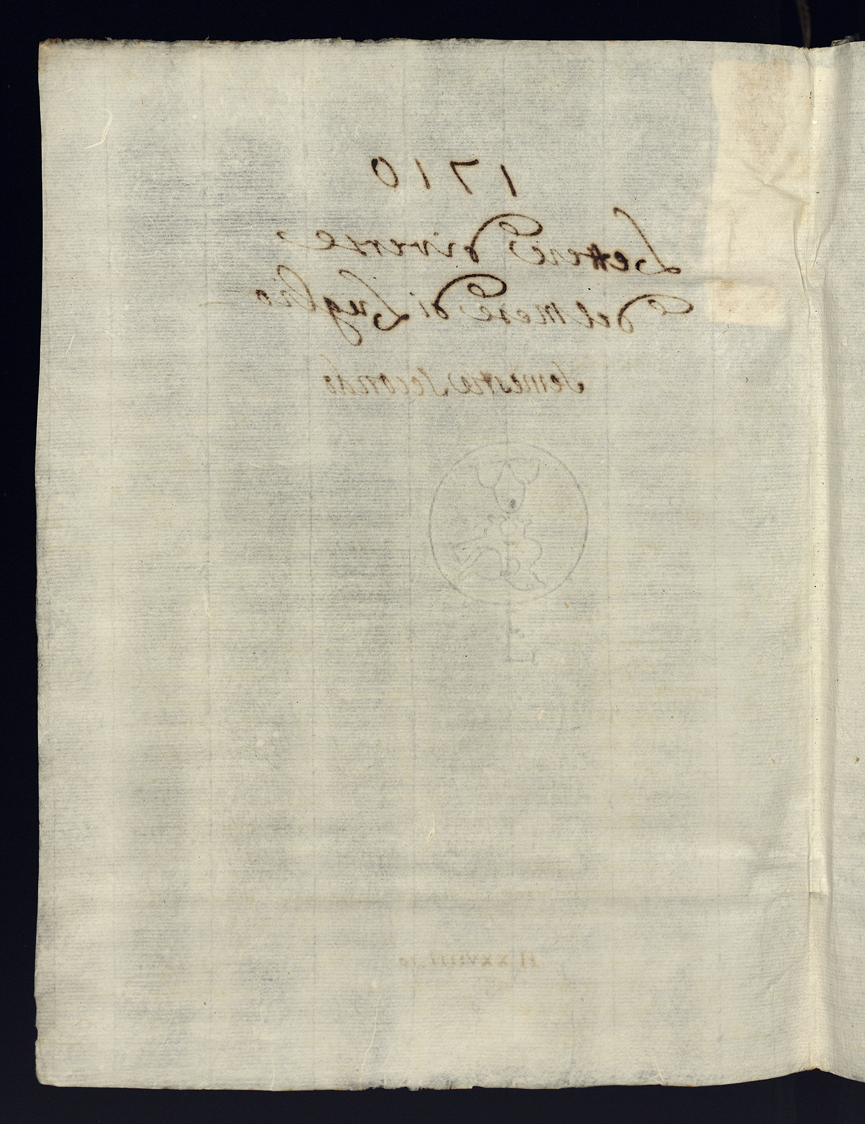 1710
Lettere diverse
del mese di Luglio
Semestre secondo